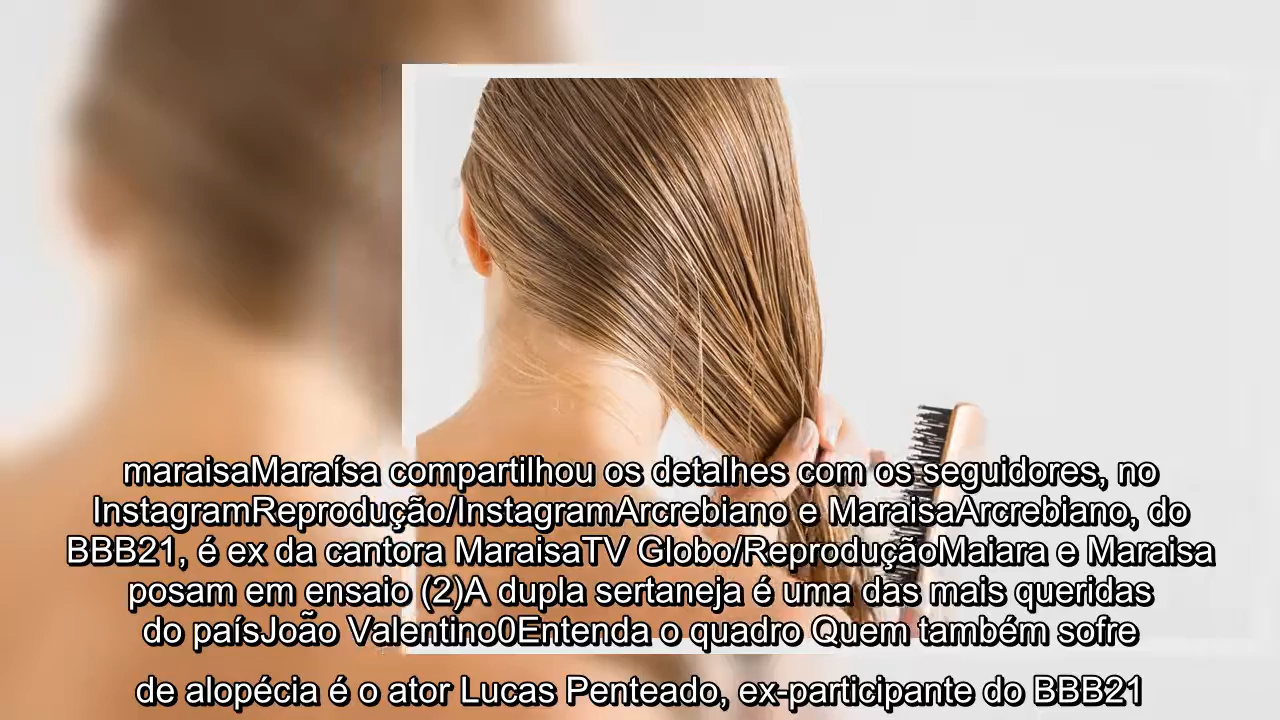 maraisaMaraísa compartilhou os detalhes com os seguidores, no
InstagramReprodução/InstagramArcrebiano e MaraisaArcrebiano, do
BBB21, é ex da cantora MaraisaTV Globo/ReproduçãoMaiara e Maraisa
posam em ensaio (2)A dupla sertaneja é uma das mais queridas
do paísJoão Valentino0Entenda o quadro Quem também sofre
de alopécia é o ator Lucas Penteado, ex-participante do BBB21